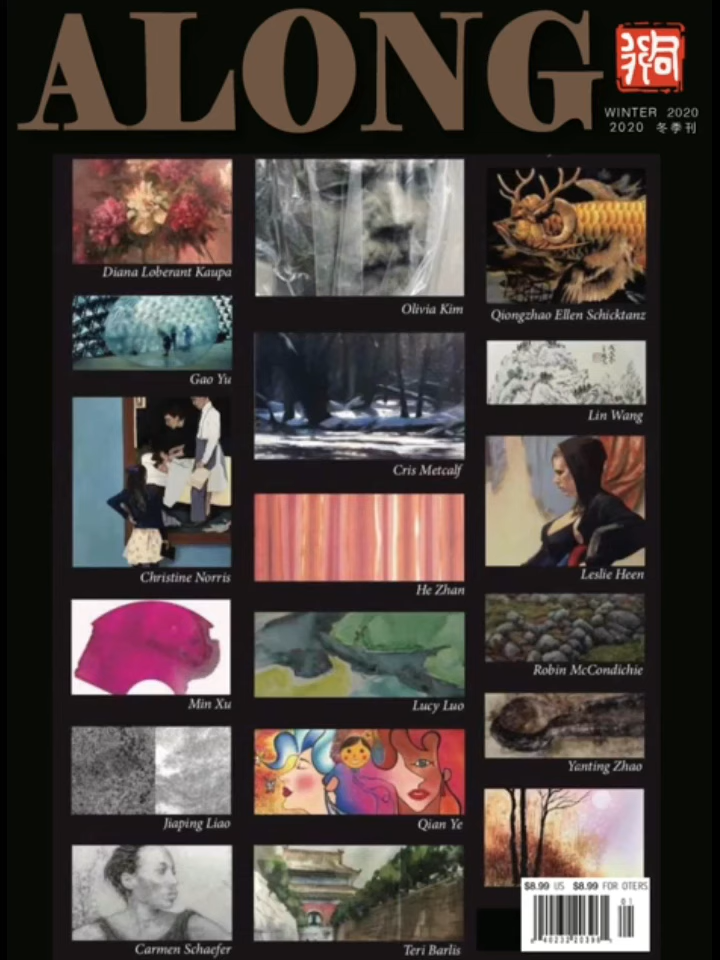 ALONG
WINTER 2020
2020 冬季刊
Diana Loberant Kaupa
Olivia Kim
Qiongzhao Ellen Schicktanz
Gao Yu
Lin Wang
Cris Metcalf
Christine Norris
He Zhan
Leslie Heen
Robin McCondichie
Min Xu
Lucy Luo
Yanting Zhao
Jiaping Liao
Qian Ye
$8.99 US $8.99 FOR OTERS
01
Carmen Schaefer
Teri Barlis